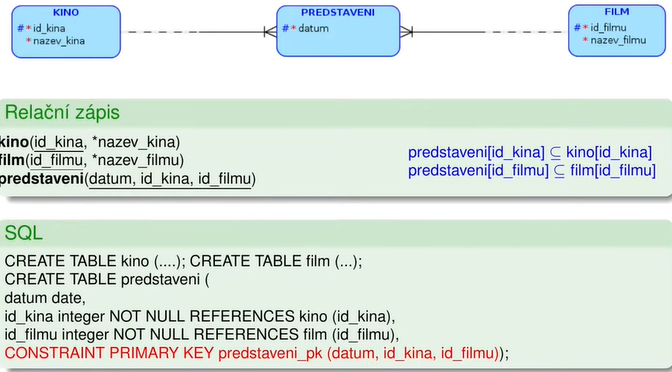 KINO
# * id_kina
* nazev_kina
PREDSTAVENI
# * datum
FILM
# * id_filmu
* nazev_filmu
Relační zápis
kino(id_kina, *nazev_kina)
film(id_filmu, *nazev_filmu)
predstaveni(datum, id_kina, id_filmu)
predstaveni[id_kina] ⊆ kino[id_kina]
predstaveni[id_filmu] ⊆ film[id_filmu]
SQL
CREATE TABLE kino (....); CREATE TABLE film (...);
CREATE TABLE predstaveni (
datum date,
id_kina integer NOT NULL REFERENCES kino (id_kina),
id_filmu integer NOT NULL REFERENCES film (id_filmu),
CONSTRAINT PRIMARY KEY predstaveni_pk (datum, id_kina, id_filmu));